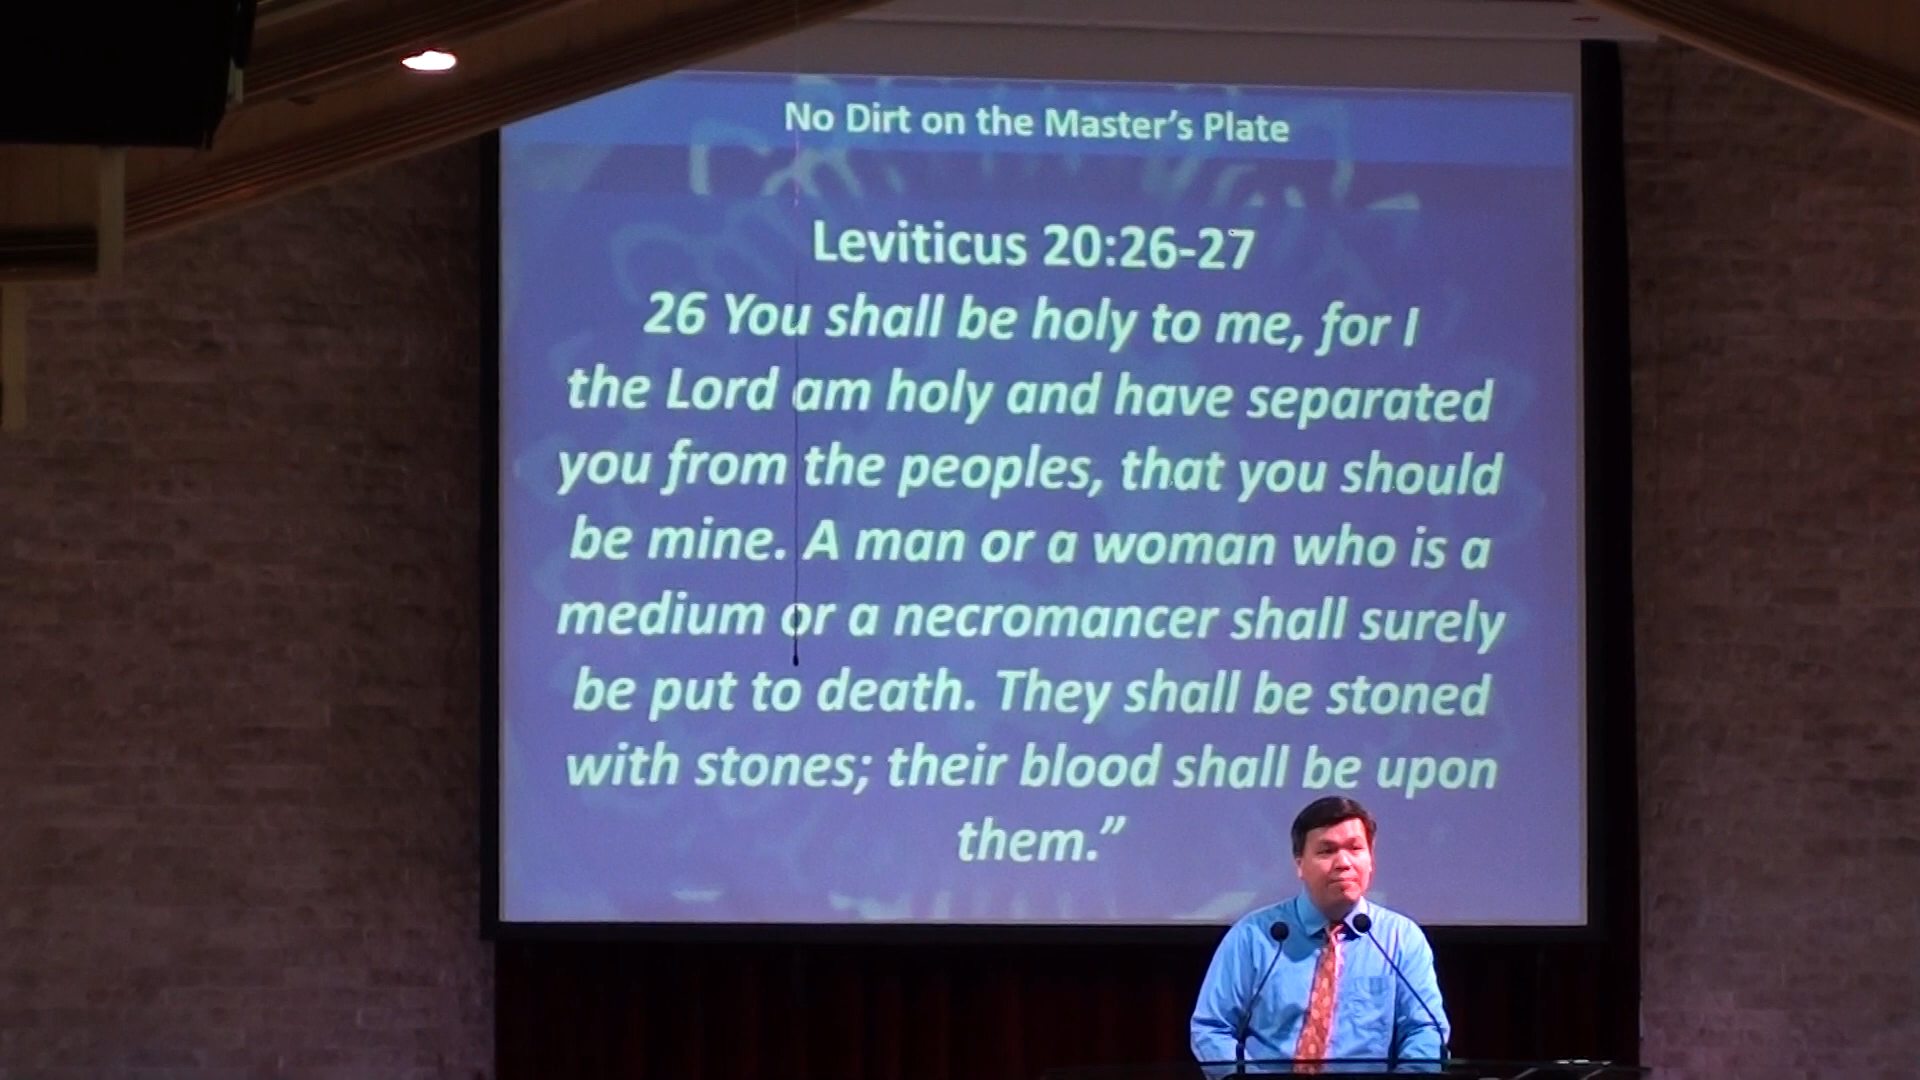 No Dirt on the Master’s Plate
Leviticus 20:26-27
26 You shall be holy to me, for I
the Lord am holy and have separated
you from the peoples, that you should
be mine. A man or a woman who is a
medium or a necromancer shall surely
be put to death. They shall be stoned
with stones; their blood shall be upon
them.”